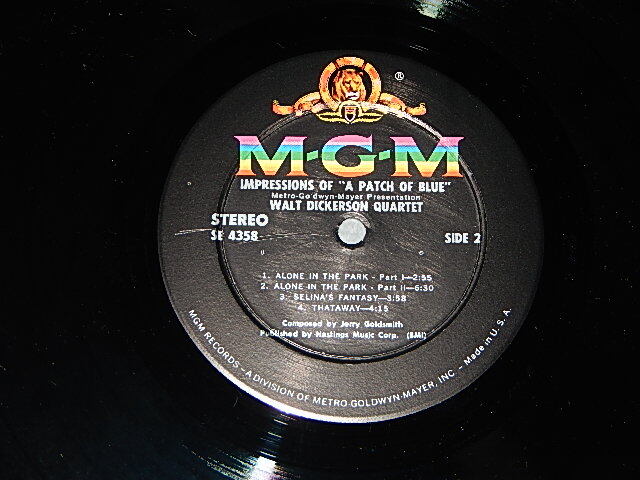 ®
M·G·M
IMPRESSIONS OF "A PATCH OF BLUE"
Metro-Goldwyn-Mayer Presentation
WALT DICKERSON QUARTET
STEREO
SE 4358
SIDE 2
1. ALONE IN THE PARK - Part I—2:55
2. ALONE IN THE PARK - Part II—6:30
3. SELINA'S FANTASY—3:58
4. THATAWAY—4:15
Composed by Jerry Goldsmith
Published by Hastings Music Corp. (BMI)
MGM RECORDS—A DIVISION OF METRO-GOLDWYN-MAYER, INC. – Made in U.S.A.